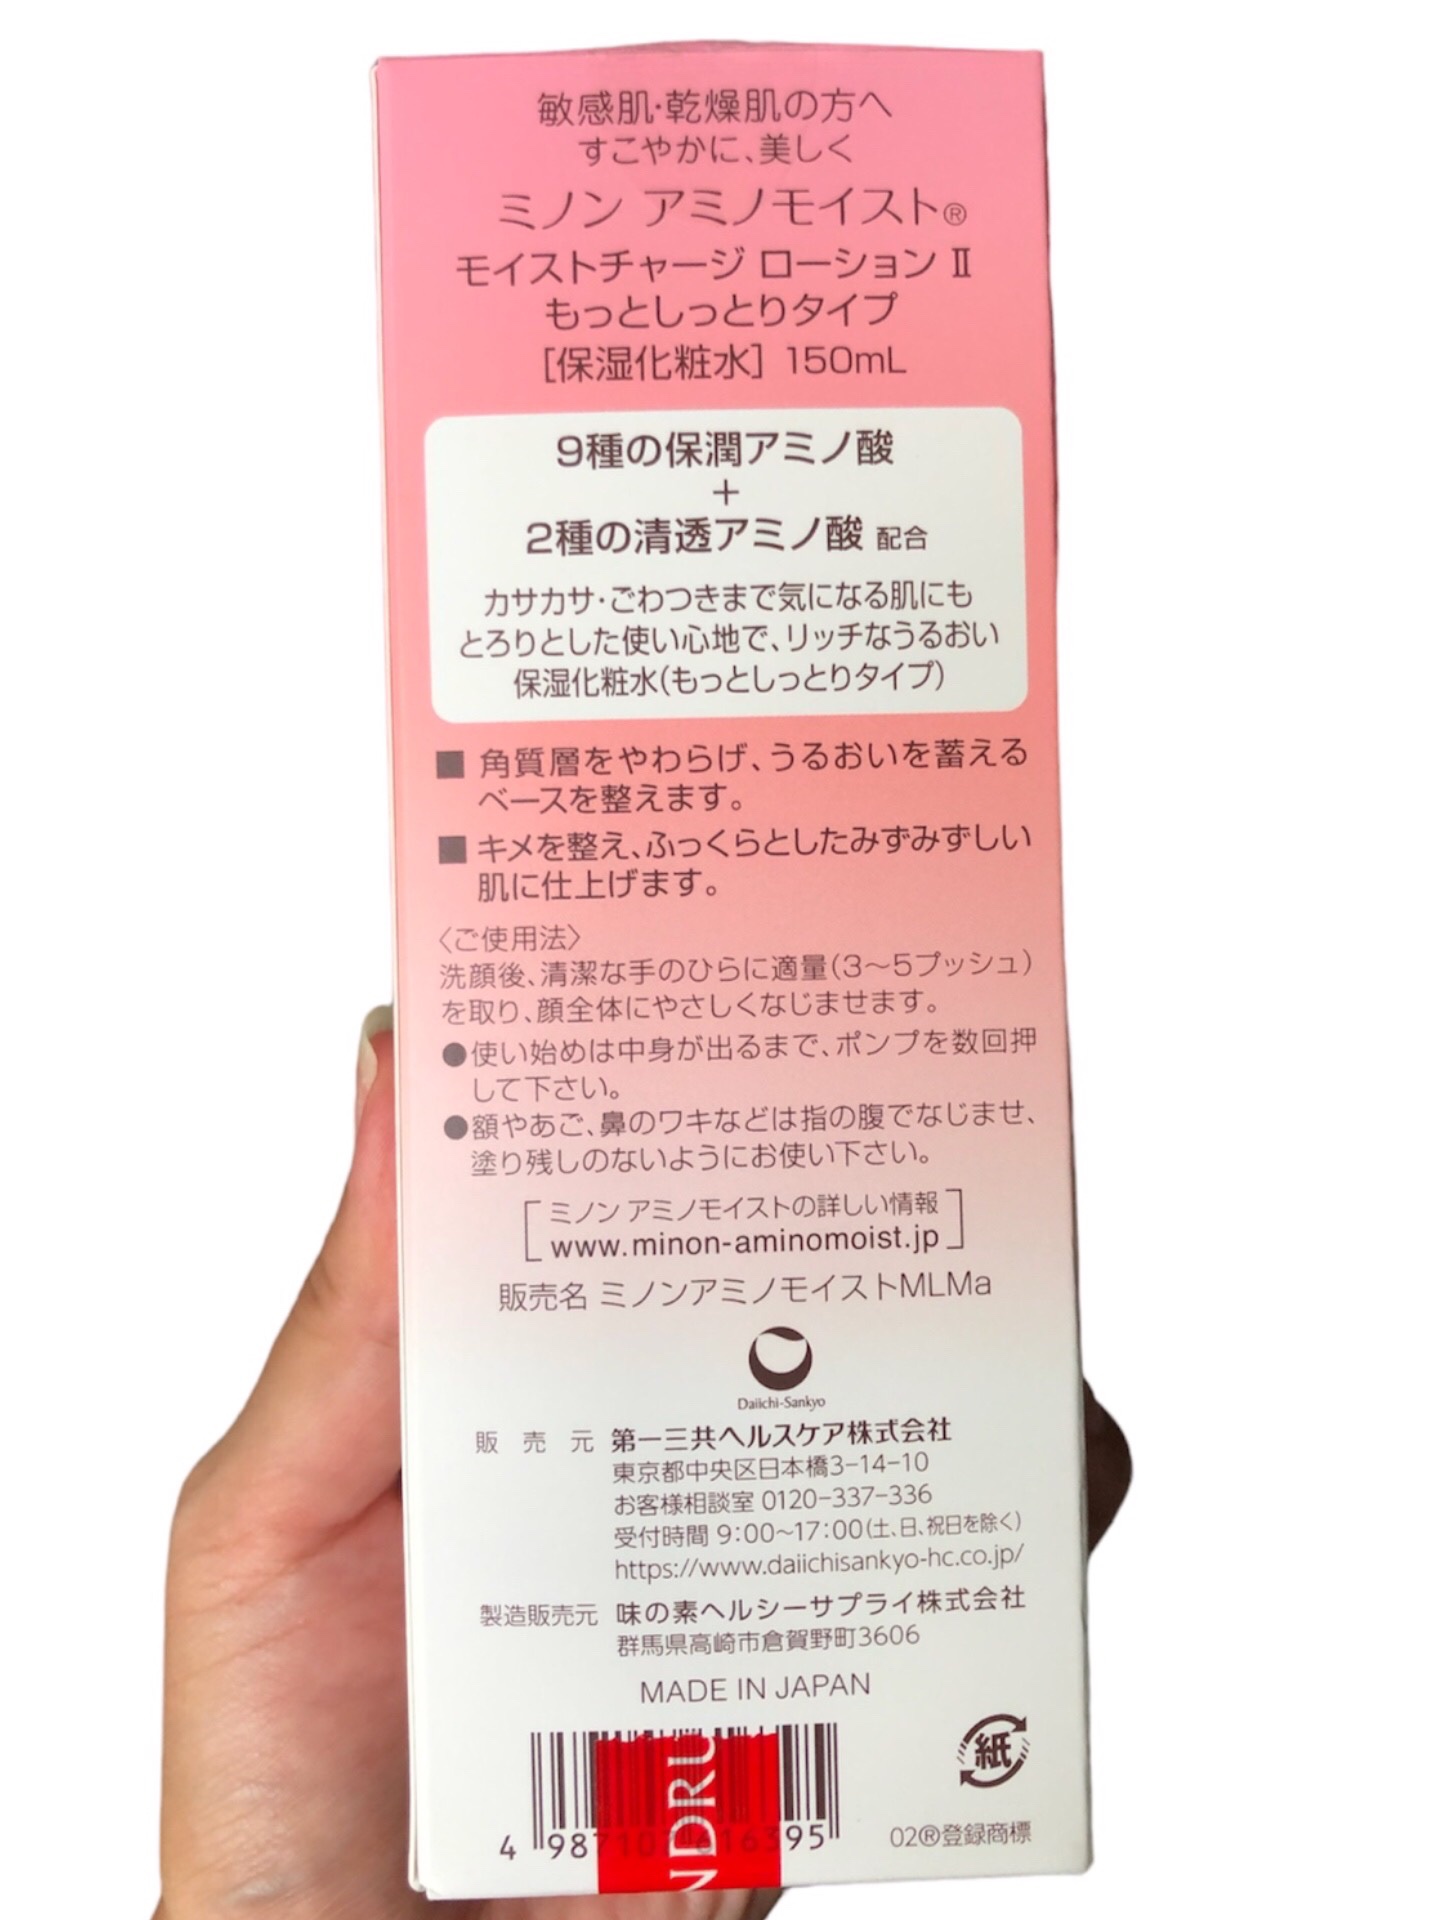 敏感肌・乾燥肌の方へ
すこやかに、美しく
ミノン アミノモイスト®
モイストチャージ ローション Ⅱ
もっとしっとりタイプ
[保湿化粧水] 150mL
9種の保潤アミノ酸
+
2種の清透アミノ酸 配合
カサカサ・ごわつきまで気になる肌にも
とろりとした使い心地で、リッチなうるおい
保湿化粧水(もっとしっとりタイプ)
■ 角質層をやわらげ、うるおいを蓄える
ベースを整えます。
■ キメを整え、ふっくらとしたみずみずしい
肌に仕上げます。
〈ご使用法〉
洗顔後、清潔な手のひらに適量(3〜5プッシュ)
を取り、顔全体にやさしくなじませます。
●使い始めは中身が出るまで、ポンプを数回押
して下さい。
●額やあご、鼻のワキなどは指の腹でなじませ、
塗り残しのないようにお使い下さい。
[ミノン アミノモイストの詳しい情報
www.minon-aminomoist.jp]
販売名 ミノンアミノモイストMLMa
Daiichi-Sankyo
販売元 第一三共ヘルスケア株式会社
東京都中央区日本橋3-14-10
お客様相談室 0120-337-336
受付時間 9:00〜17:00(土、日、祝日を除く)
https://www.daiichisankyo-hc.co.jp/
製造販売元 味の素ヘルシーサプライ株式会社
群馬県高崎市倉賀野町3606
MADE IN JAPAN
紙
NDRU
4 987107 616395
02®登録商標